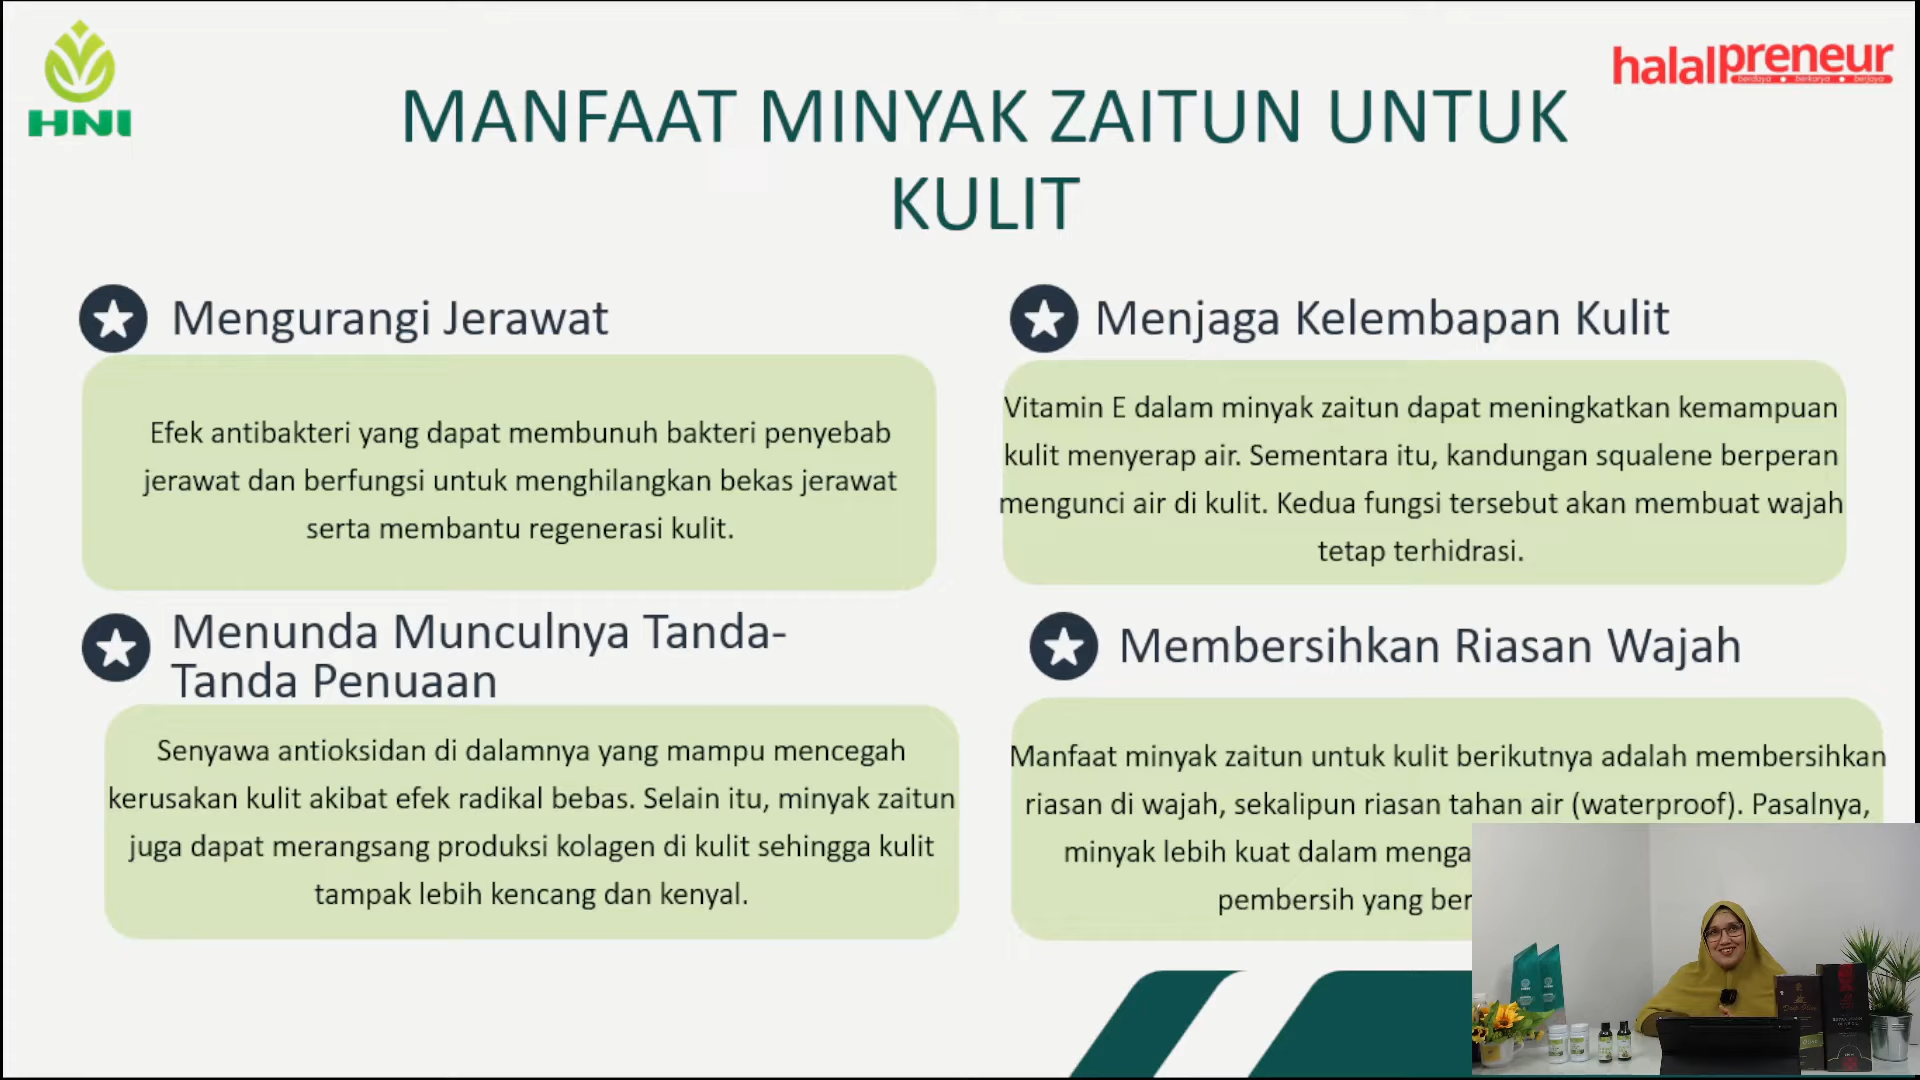 HNI
halalpreneur
berdaya • berkarya • berjaya
MANFAAT MINYAK ZAITUN UNTUK
KULIT
Mengurangi Jerawat
Efek antibakteri yang dapat membunuh bakteri penyebab
jerawat dan berfungsi untuk menghilangkan bekas jerawat
serta membantu regenerasi kulit.
Menjaga Kelembapan Kulit
Vitamin E dalam minyak zaitun dapat meningkatkan kemampuan
kulit menyerap air. Sementara itu, kandungan squalene berperan
mengunci air di kulit. Kedua fungsi tersebut akan membuat wajah
tetap terhidrasi.
Menunda Munculnya Tanda-
Tanda Penuaan
Senyawa antioksidan di dalamnya yang mampu mencegah
kerusakan kulit akibat efek radikal bebas. Selain itu, minyak zaitun
juga dapat merangsang produksi kolagen di kulit sehingga kulit
tampak lebih kencang dan kenyal.
Membersihkan Riasan Wajah
Manfaat minyak zaitun untuk kulit berikutnya adalah membersihkan
riasan di wajah, sekalipun riasan tahan air (waterproof). Pasalnya,
minyak lebih kuat dalam menga
pembersih yang ber